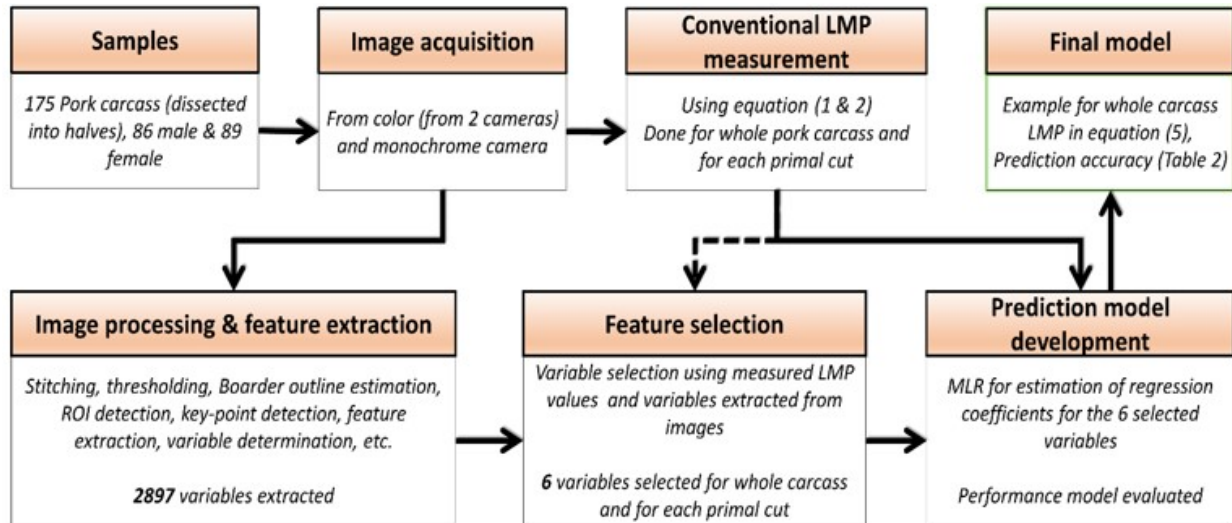 Samples
175 Pork carcass (dissected
into halves), 86 male & 89
female
Image acquisition
From color (from 2 cameras)
and monochrome camera
Conventional LMP
measurement
Using equation (1 & 2)
Done for whole pork carcass and
for each primal cut
Final model
Example for whole carcass
LMP in equation (5),
Prediction accuracy (Table 2)
Image processing & feature extraction
Stitching, thresholding, Boarder outline estimation,
ROI detection, key-point detection, feature
extraction, variable determination, etc.
2897 variables extracted
Feature selection
Variable selection using measured LMP
values and variables extracted from
images
6 variables selected for whole carcass
and for each primal cut
Prediction model
development
MLR for estimation of regression
coefficients for the 6 selected
variables
Performance model evaluated